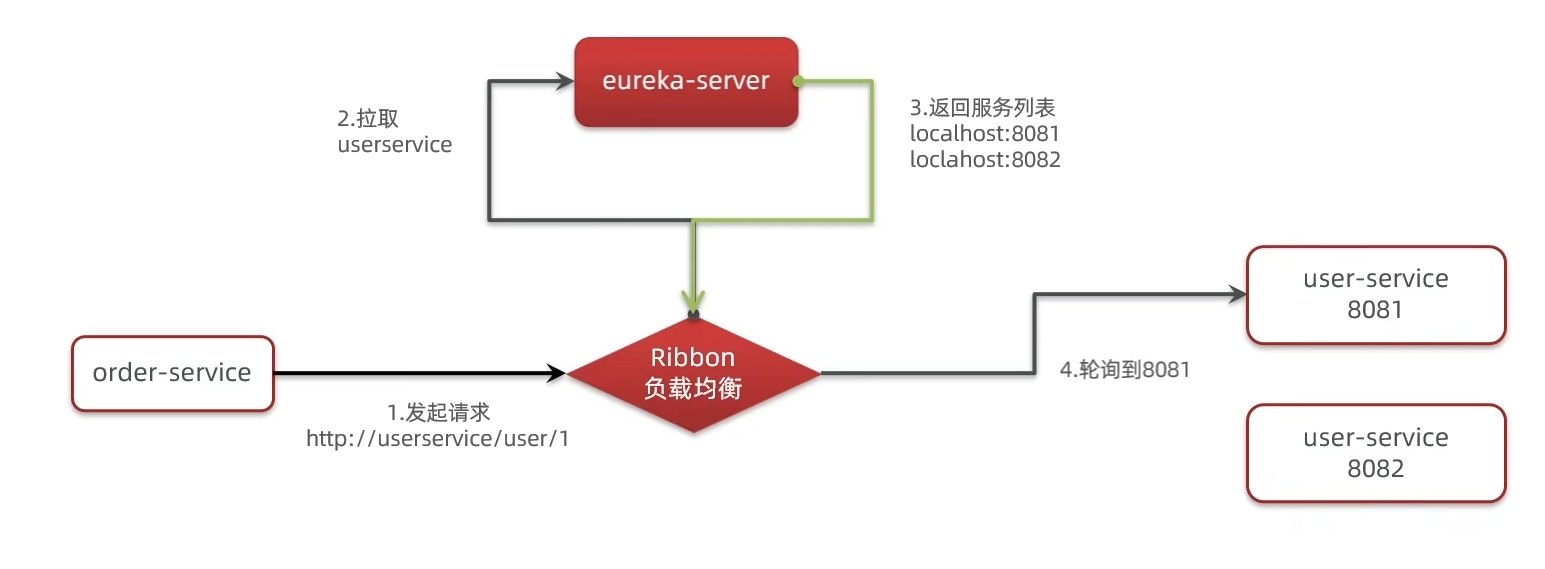 eureka-server
2.拉取
userservice
3.返回服务列表
localhost:8081
loclahost:8082
order-service
1.发起请求
http://userservice/user/1
Ribbon
负载均衡
4.轮询到8081
user-service
8081
user-service
8082